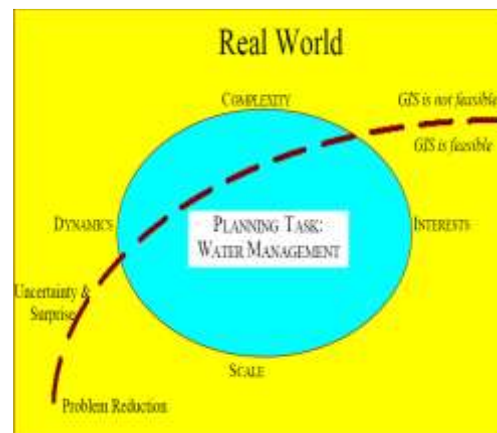 Real World
COMPLEXITY
GIS is not feasible
GIS is feasible
DYNAMICS
PLANNING TASK:
WATER MANAGEMENT
INTERESTS
Uncertainty &
Surprise
SCALE
Problem Reduction